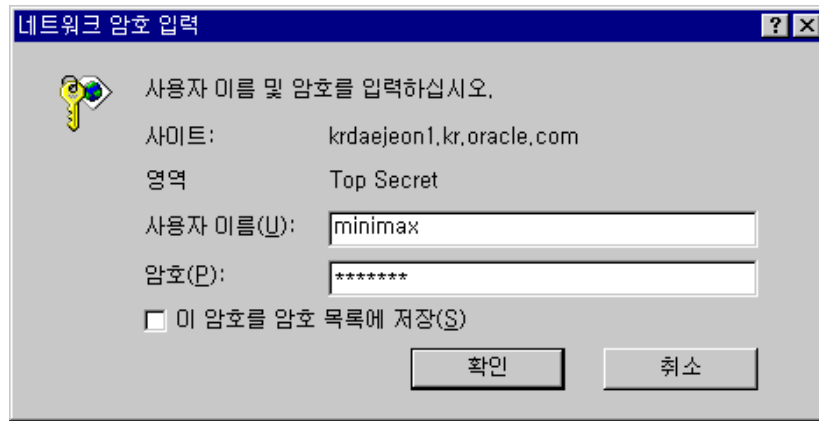 네트워크 암호 입력
사용자 이름 및 암호를 입력하십시오.
사이트: krdaejeon1.kr.oracle.com
영역 Top Secret
사용자 이름(U): minimax
암호(P): *******
이 암호를 암호 목록에 저장(S)
확인 취소